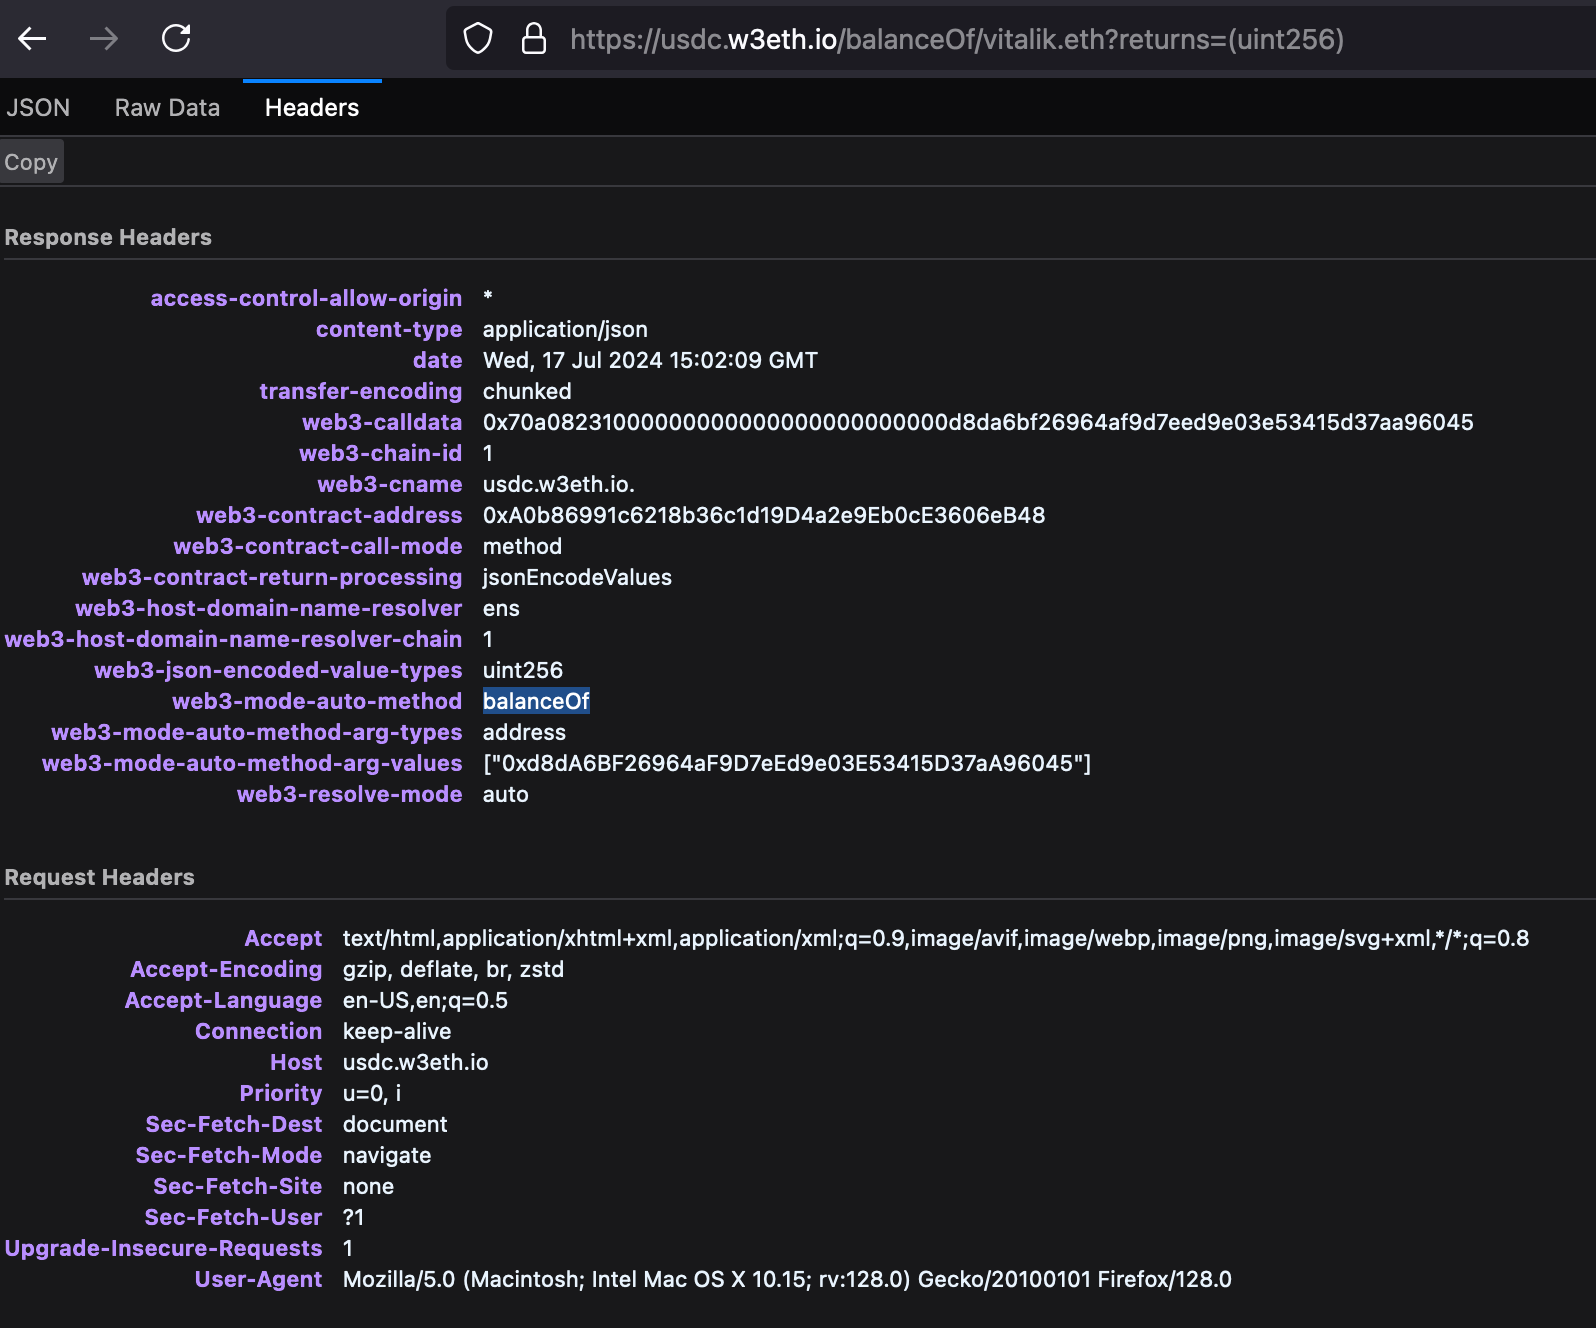 https://usdc.w3eth.io/balanceOf/vitalik.eth?returns=(uint256)
JSON Raw Data Headers
Copy
Response Headers
access-control-allow-origin *
content-type application/json
date Wed, 17 Jul 2024 15:02:09 GMT
transfer-encoding chunked
web3-calldata 0x70a08231000000000000000000000000d8da6bf26964af9d7eed9e03e53415d37aa96045
web3-chain-id 1
web3-cname usdc.w3eth.io.
web3-contract-address 0xA0b86991c6218b36c1d19D4a2e9Eb0cE3606eB48
web3-contract-call-mode method
web3-contract-return-processing jsonEncodeValues
web3-host-domain-name-resolver ens
web3-host-domain-name-resolver-chain 1
web3-json-encoded-value-types uint256
web3-mode-auto-method balanceOf
web3-mode-auto-method-arg-types address
web3-mode-auto-method-arg-values ["0xd8dA6BF26964aF9D7eEd9e03E53415D37aA96045"]
web3-resolve-mode auto
Request Headers
Accept text/html,application/xhtml+xml,application/xml;q=0.9,image/avif,image/webp,image/png,image/svg+xml,*/*;q=0.8
Accept-Encoding gzip, deflate, br, zstd
Accept-Language en-US,en;q=0.5
Connection keep-alive
Host usdc.w3eth.io
Priority u=0, i
Sec-Fetch-Dest document
Sec-Fetch-Mode navigate
Sec-Fetch-Site none
Sec-Fetch-User ?1
Upgrade-Insecure-Requests 1
User-Agent Mozilla/5.0 (Macintosh; Intel Mac OS X 10.15; rv:128.0) Gecko/20100101 Firefox/128.0